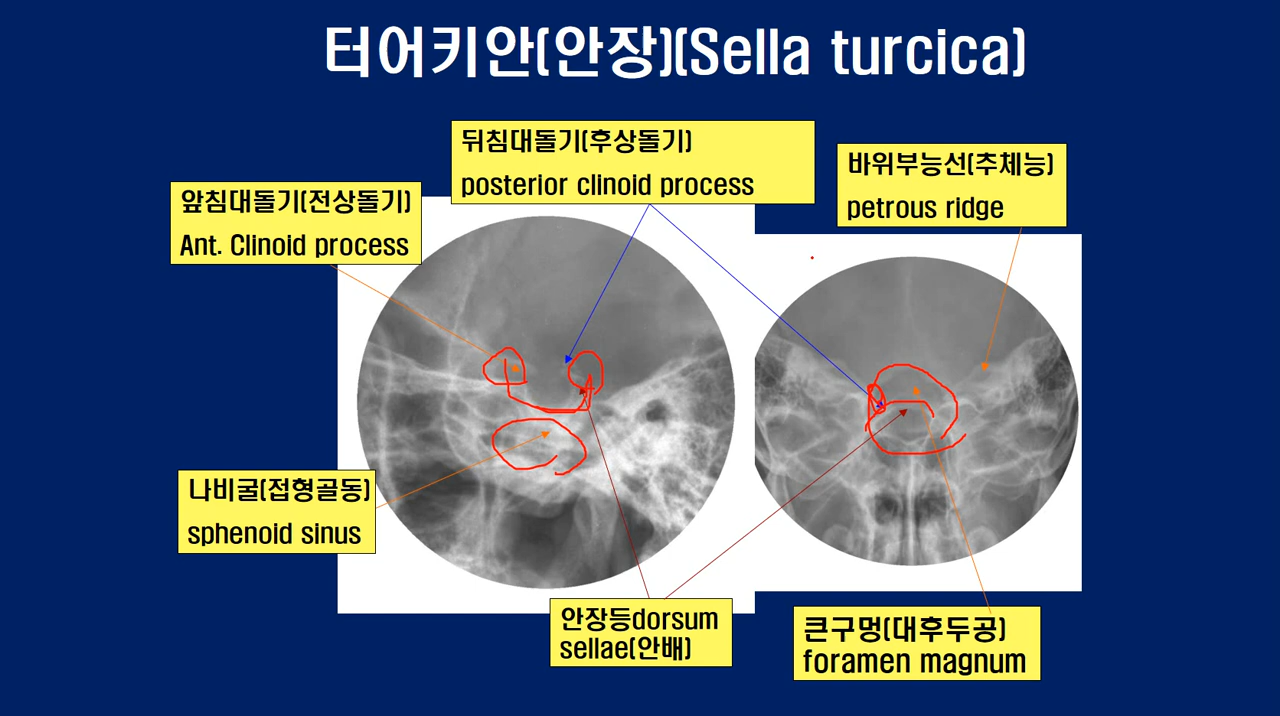 터어키안(안장)(Sella turcica)
뒤침대돌기(후상돌기)
posterior clinoid process
바위부능선(추체능)
petrous ridge
앞침대돌기(전상돌기)
Ant. Clinoid process
나비굴(접형골동)
sphenoid sinus
안장등dorsum
sellae(안배)
큰구멍(대후두공)
foramen magnum